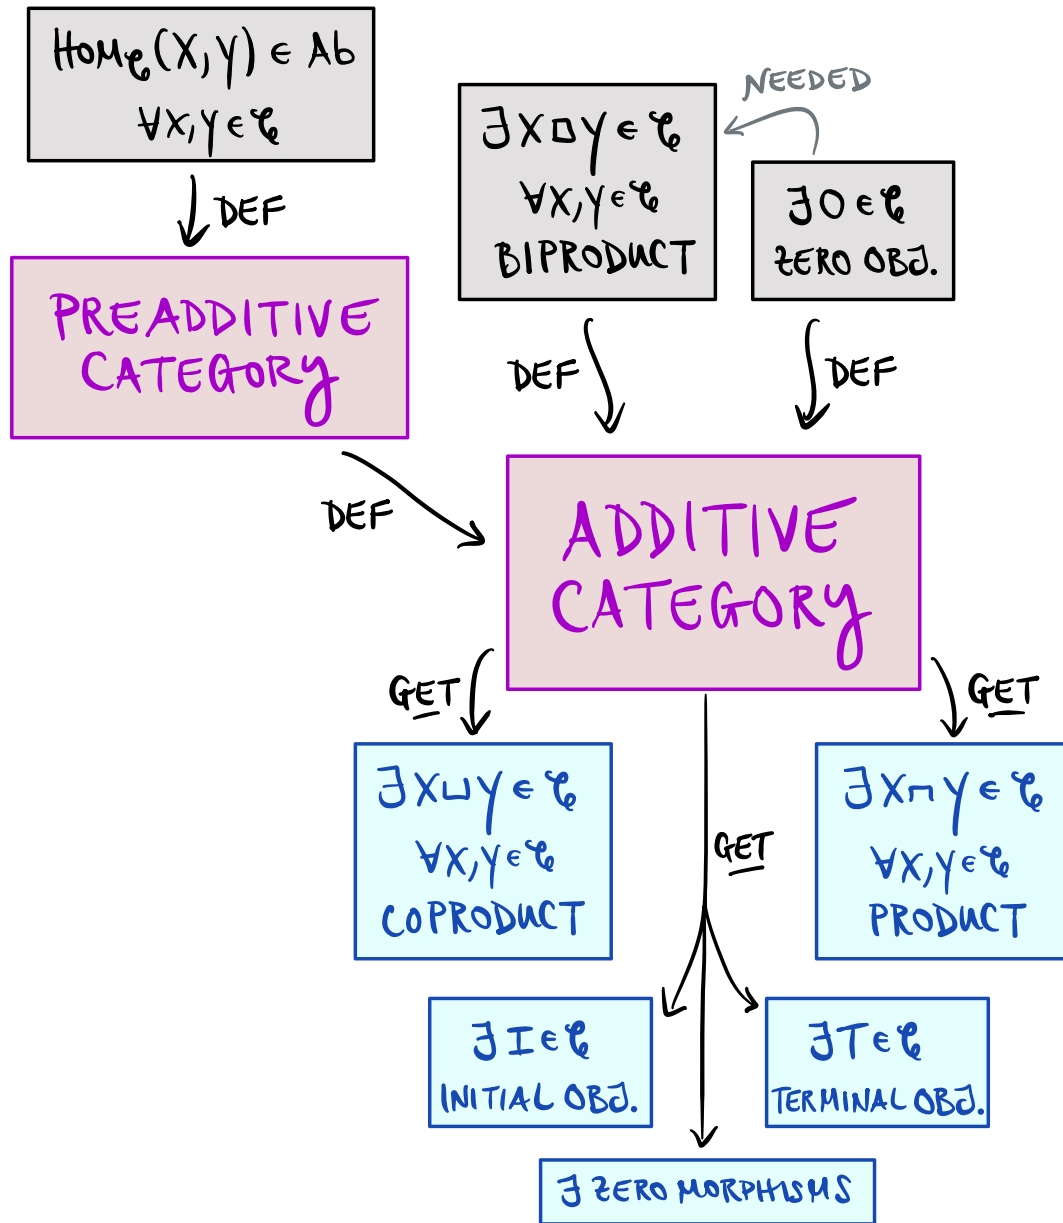 Hom𝒞(X,Y) ∈ Ab
∀X,Y ∈ 𝒞
DEF
PREADDITIVE
CATEGORY
NEEDED
∃X□Y ∈ 𝒞
∀X,Y ∈ 𝒞
BIPRODUCT
∃O ∈ 𝒞
ZERO OBJ.
DEF
DEF
DEF
ADDITIVE
CATEGORY
GET
GET
∃X⊔Y ∈ 𝒞
∀X,Y ∈ 𝒞
COPRODUCT
GET
∃X⊓Y ∈ 𝒞
∀X,Y ∈ 𝒞
PRODUCT
∃I ∈ 𝒞
INITIAL OBJ.
∃T ∈ 𝒞
TERMINAL OBJ.
∃ ZERO MORPHISMS